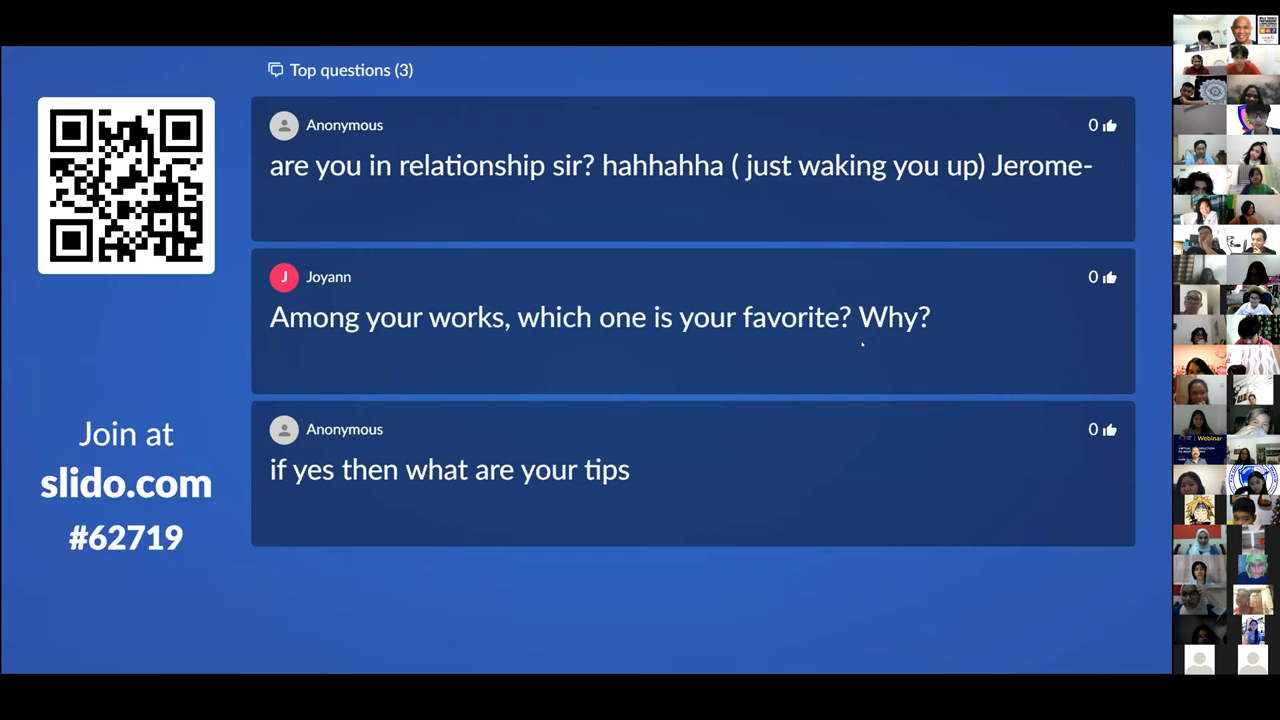 Top questions (3)
Anonymous
0
are you in relationship sir? hahhahha ( just waking you up) Jerome-
J
Joyann
0
Among your works, which one is your favorite? Why?
Anonymous
0
if yes then what are your tips
Join at
slido.com
#62719
Webinar